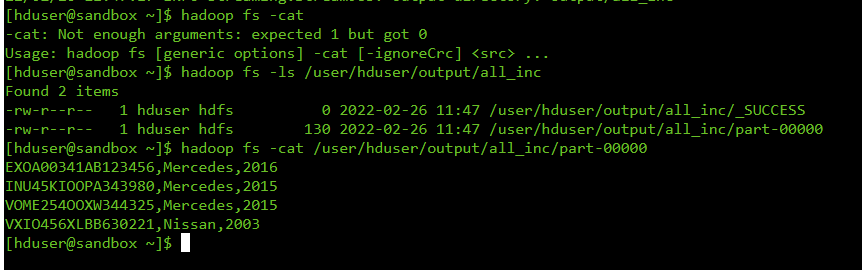 [hduser@sandbox ~]$ hadoop fs -cat
-cat: Not enough arguments: expected 1 but got 0
Usage: hadoop fs [generic options] -cat [-ignoreCrc] <src> ...
[hduser@sandbox ~]$ hadoop fs -ls /user/hduser/output/all_inc
Found 2 items
-rw-r--r--   1 hduser hdfs          0 2022-02-26 11:47 /user/hduser/output/all_inc/_SUCCESS
-rw-r--r--   1 hduser hdfs        130 2022-02-26 11:47 /user/hduser/output/all_inc/part-00000
[hduser@sandbox ~]$ hadoop fs -cat /user/hduser/output/all_inc/part-00000
EXOA00341AB123456,Mercedes,2016
INU45KIOOPA343980,Mercedes,2015
VOME254OOXW344325,Mercedes,2015
VXIO456XLBB630221,Nissan,2003
[hduser@sandbox ~]$